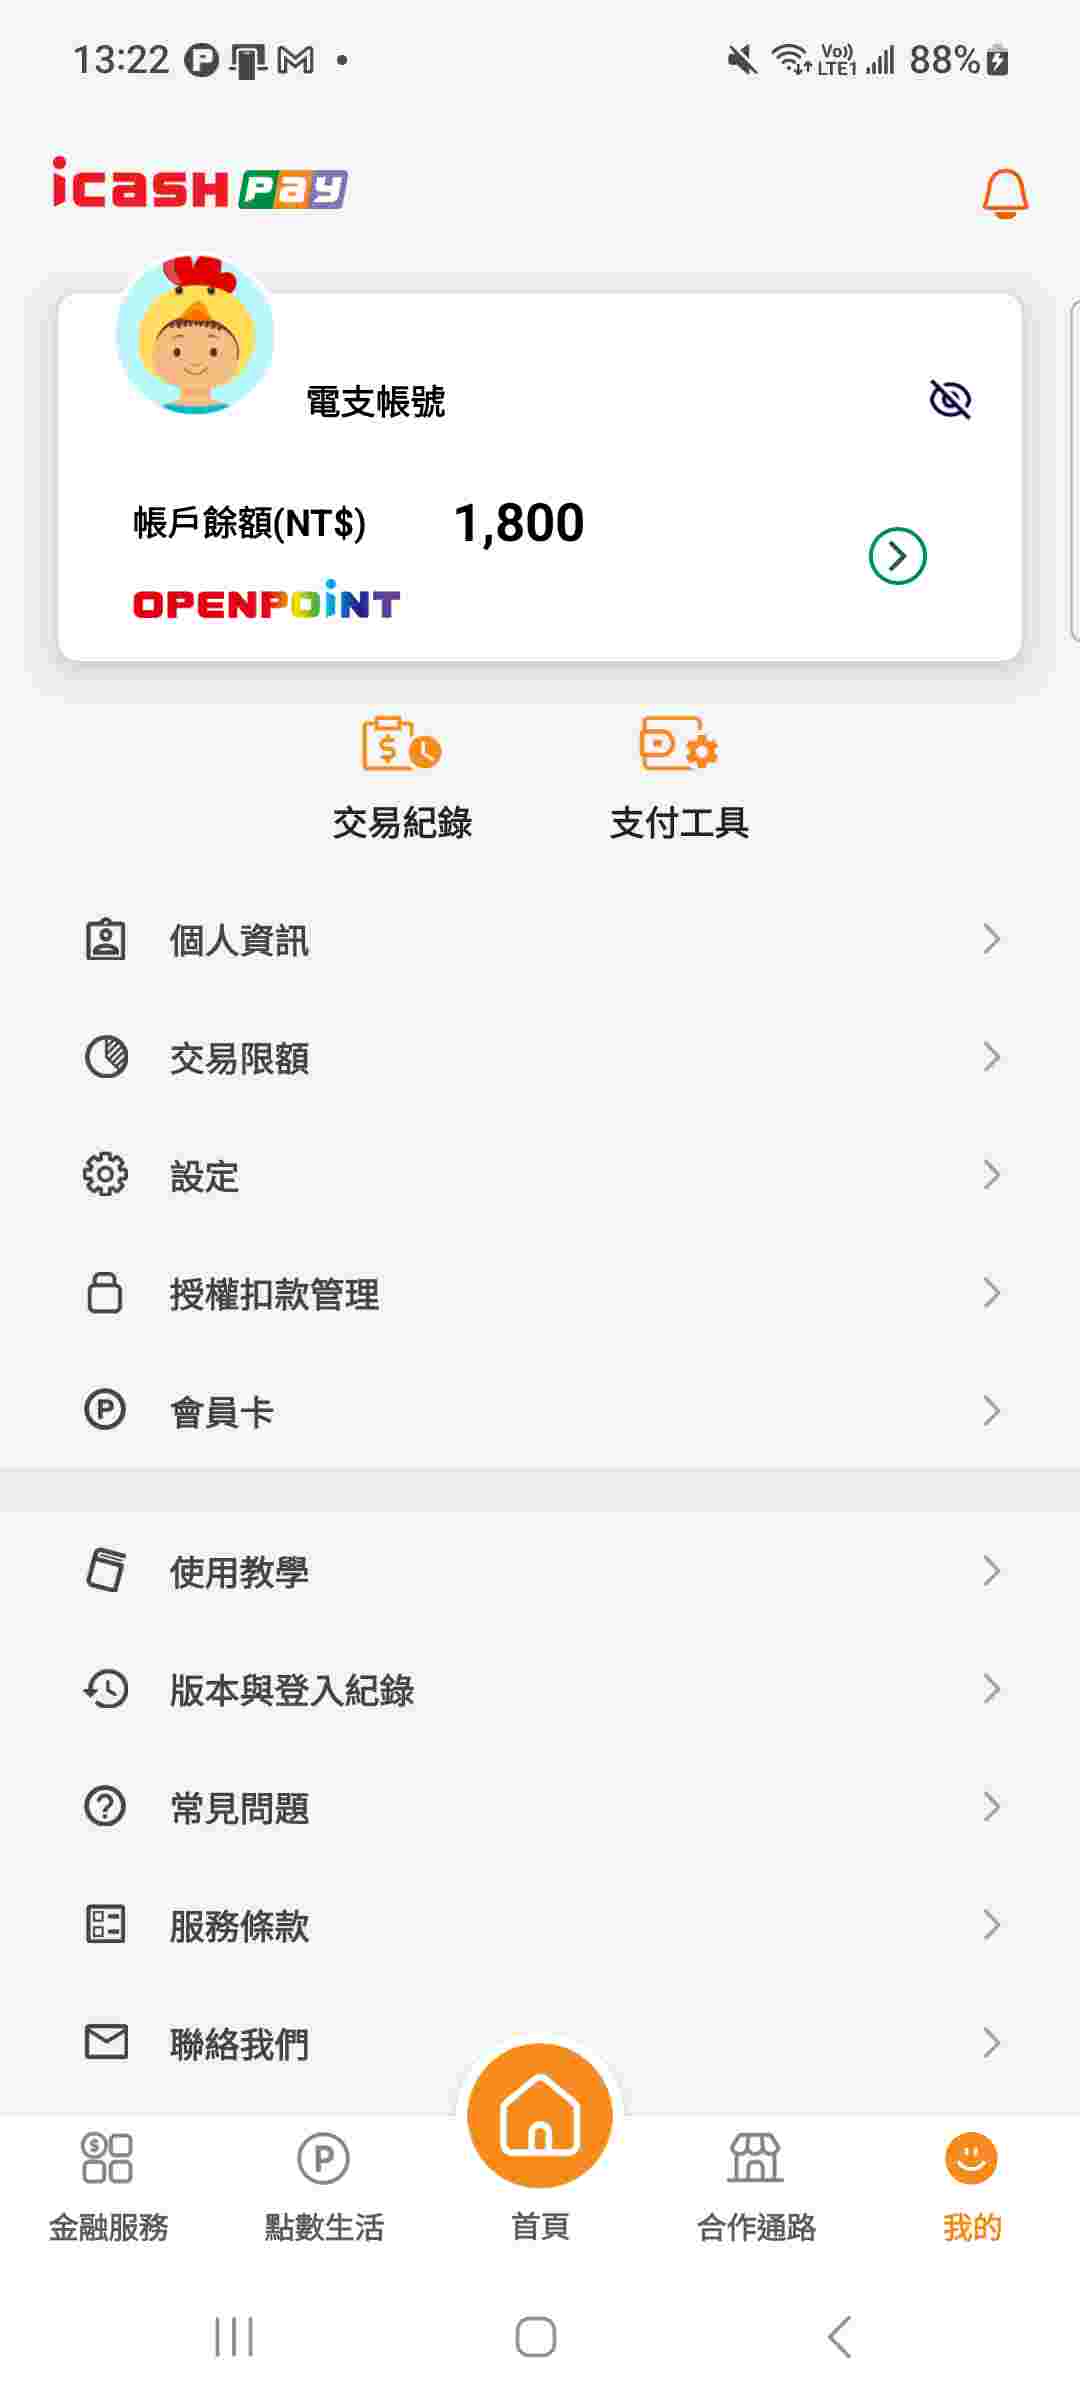 13:22
Vo)) LTE1
88%
icash Pay
電支帳號
帳戶餘額(NT$) 1,800
OPENPOINT
交易紀錄
支付工具
個人資訊
交易限額
設定
授權扣款管理
會員卡
使用教學
版本與登入紀錄
常見問題
服務條款
聯絡我們
金融服務
點數生活
首頁
合作通路
我的